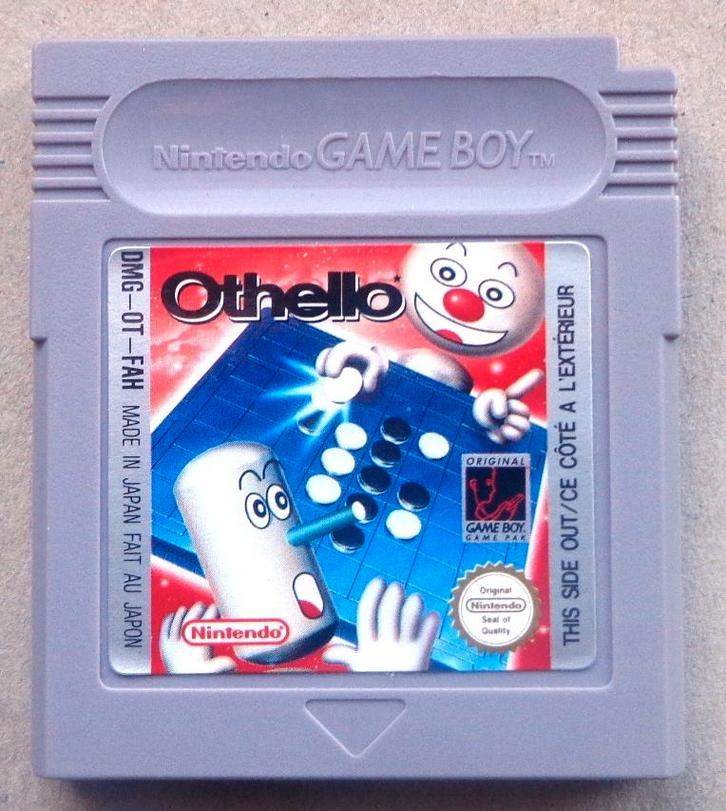 Nintendo GAME BOY TM
Othello*
DMG-OT-FAH MADE IN JAPAN FAIT AU JAPON
ORIGINAL
GAME BOY.
GAME PAK
Original
Nintendo
Seal of
Quality
Nintendo®
THIS SIDE OUT/CE CÔTÉ A L'EXTÉRIEUR